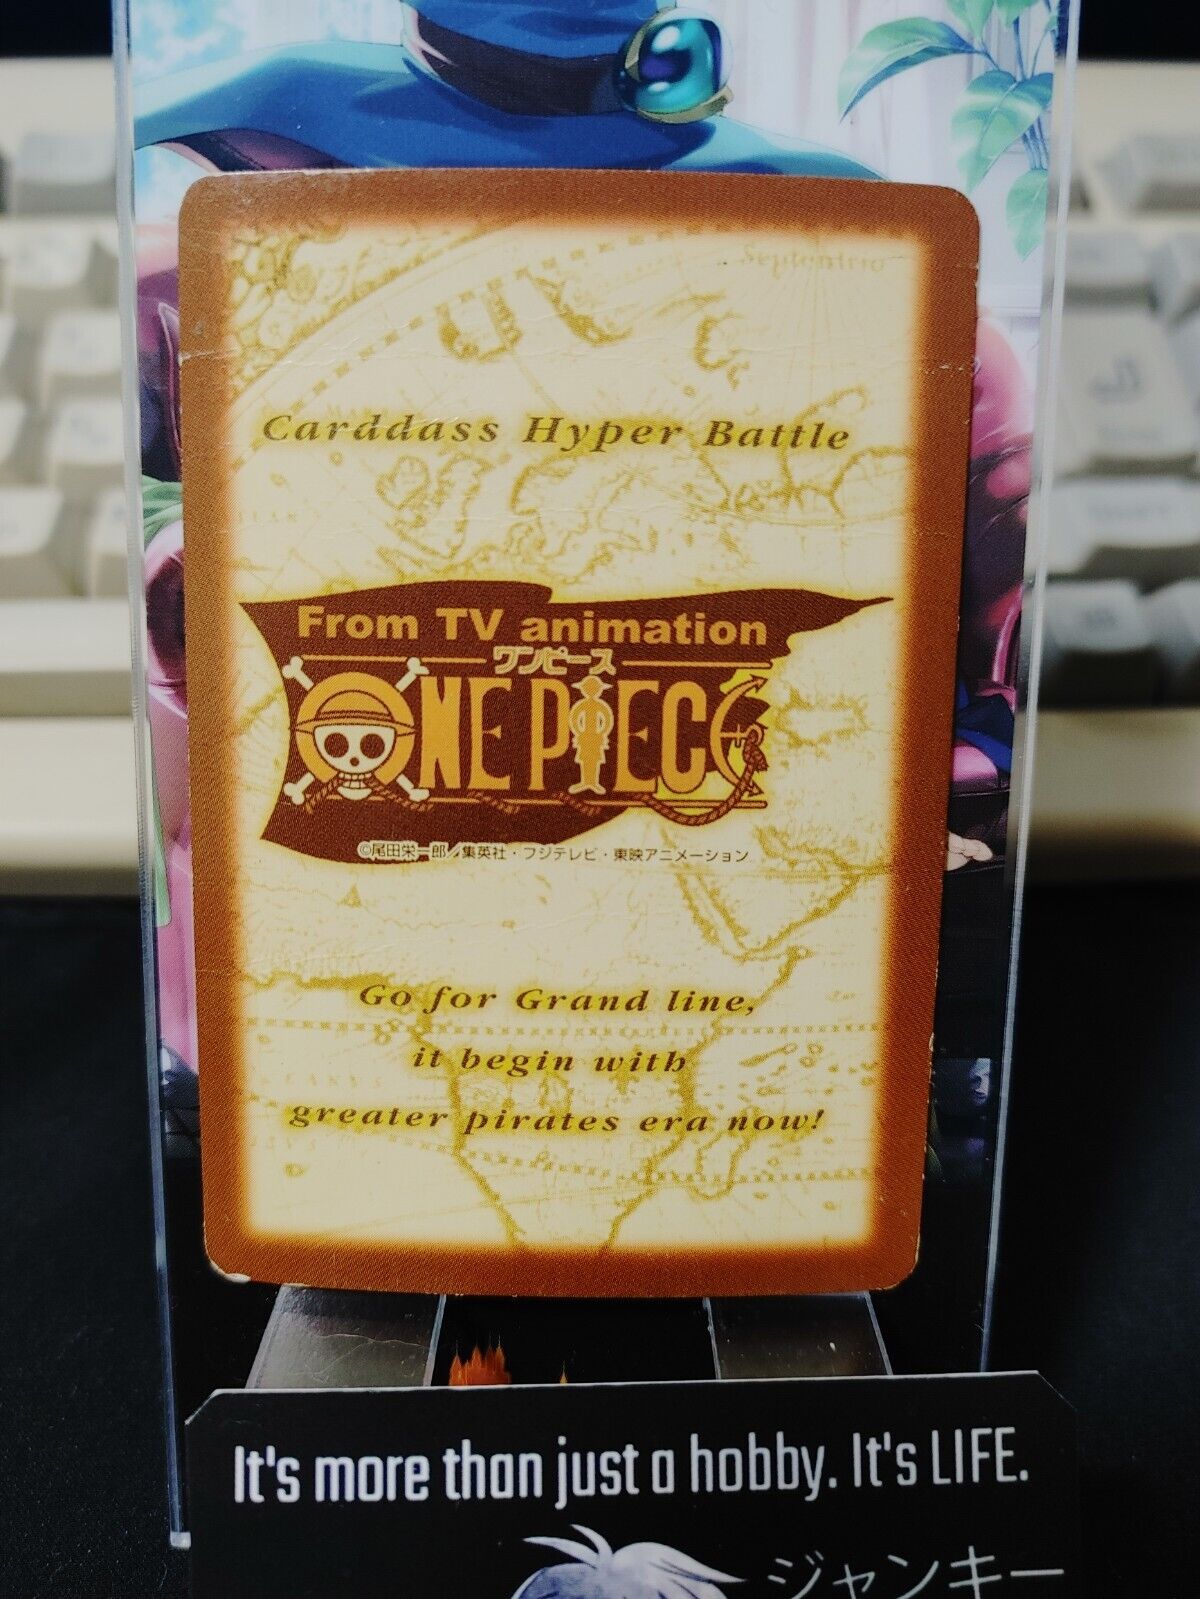 Septentrio
Carddass Hyper Battle
From TV animation
ワンピース
ONE PIECE
©尾田栄一郎／集英社・フジテレビ・東映アニメーション
Go for Grand line,
it begin with
greater pirates era now!
It's more than just a hobby. It's LIFE.
ジャンキー